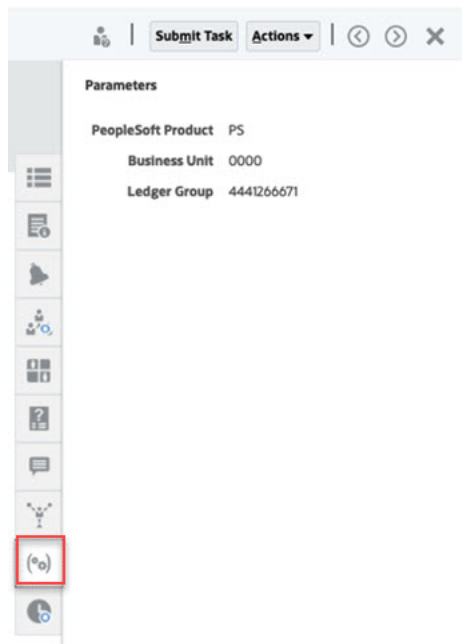 Submit Task Actions
Parameters
PeopleSoft Product PS
Business Unit 0000
Ledger Group 4441266671